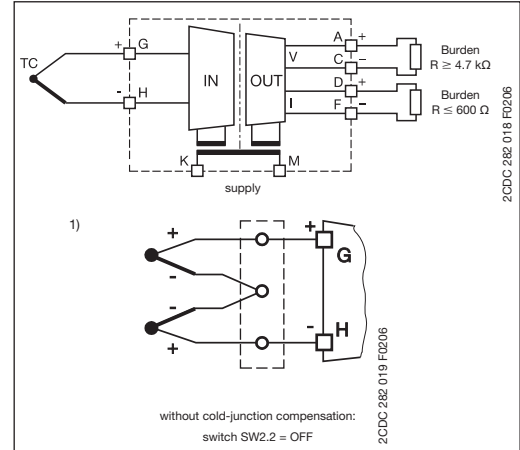 TC
+ G
- H
IN
OUT
V
I
A +
C –
D +
F –
Burden
R ≥ 4.7 kΩ
Burden
R ≤ 600 Ω
K
M
supply
2CDC 282 018 F0206
1)
+
-
-
+
+
G
-
H
2CDC 282 019 F0206
without cold-junction compensation:
switch SW2.2 = OFF